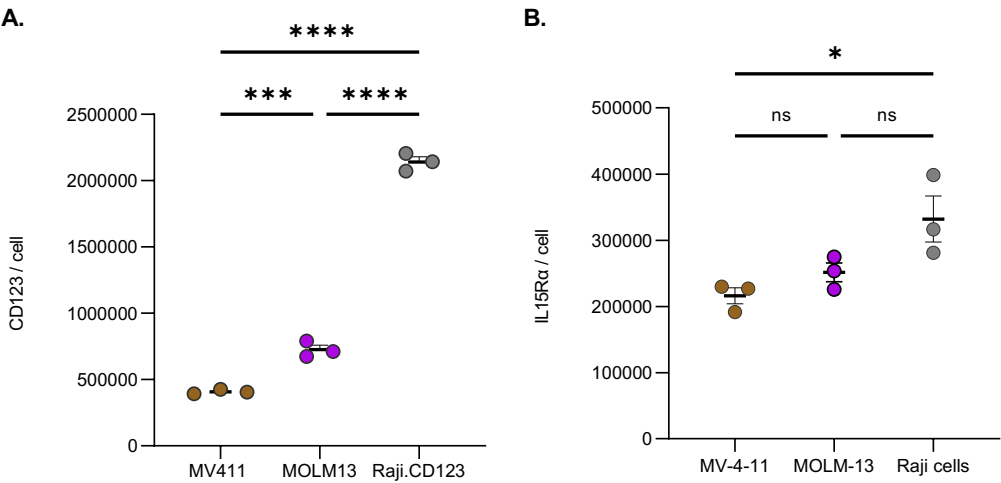 A.
****
***
****
2500000
2000000
1500000
1000000
500000
0
CD123 / cell
MV411
MOLM13
Raji.CD123
B.
*
ns
ns
500000
400000
300000
200000
100000
0
IL15Rα / cell
MV-4-11
MOLM-13
Raji cells